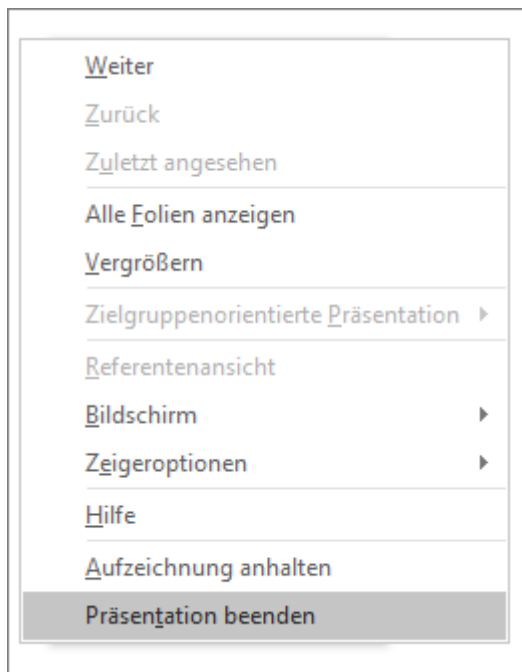 Weiter
Zurück
Zuletzt angesehen
Alle Folien anzeigen
Vergrößern
Zielgruppenorientierte Präsentation
Referentenansicht
Bildschirm
Zeigeroptionen
Hilfe
Aufzeichnung anhalten
Präsentation beenden